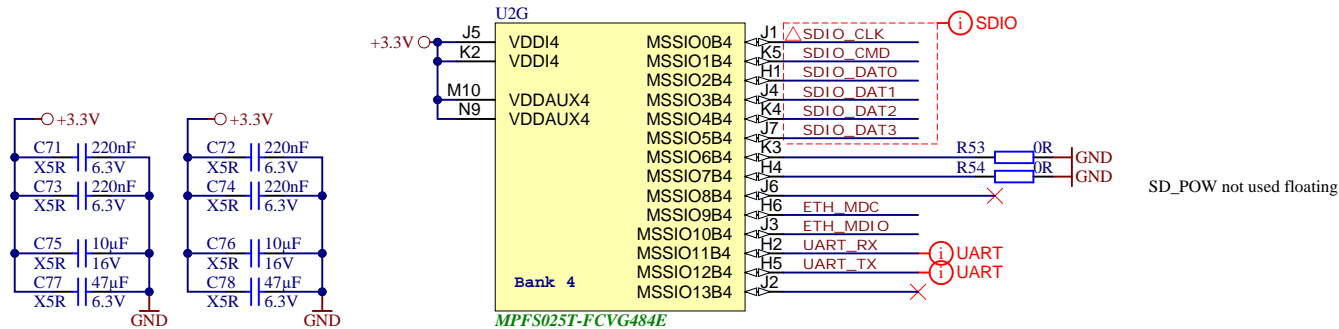 U2G
+3.3V
J5 VDDI4
K2 VDDI4
M10 VDDAUX4
N9 VDDAUX4
MSSIO0B4 J1 SDIO_CLK
MSSIO1B4 K5 SDIO_CMD
MSSIO2B4 H1 SDIO_DAT0
MSSIO3B4 J4 SDIO_DAT1
MSSIO4B4 K4 SDIO_DAT2
MSSIO5B4 J7 SDIO_DAT3
i SDIO
MSSIO6B4 K3 R53 0R GND
MSSIO7B4 H4 R54 0R GND
MSSIO8B4 J6
SD_POW not used floating
MSSIO9B4 H6 ETH_MDC
MSSIO10B4 J3 ETH_MDIO
MSSIO11B4 H2 UART_RX i UART
MSSIO12B4 H5 UART_TX i UART
MSSIO13B4 J2
Bank 4
MPFS025T-FCVG484E
+3.3V
C71 220nF
X5R 6.3V
C73 220nF
X5R 6.3V
C75 10µF
X5R 16V
C77 47µF
X5R 6.3V
GND
+3.3V
C72 220nF
X5R 6.3V
C74 220nF
X5R 6.3V
C76 10µF
X5R 16V
C78 47µF
X5R 6.3V
GND